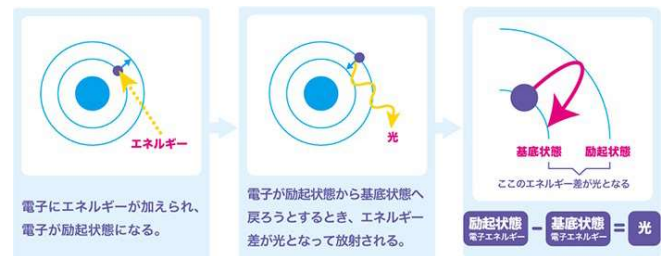 エネルギー
電子にエネルギーが加えられ、
電子が励起状態になる。
光
電子が励起状態から基底状態へ
戻ろうとするとき、エネルギー
差が光となって放射される。
基底状態 励起状態
ここのエネルギー差が光となる
励起状態 - 基底状態 = 光
電子エネルギー 電子エネルギー